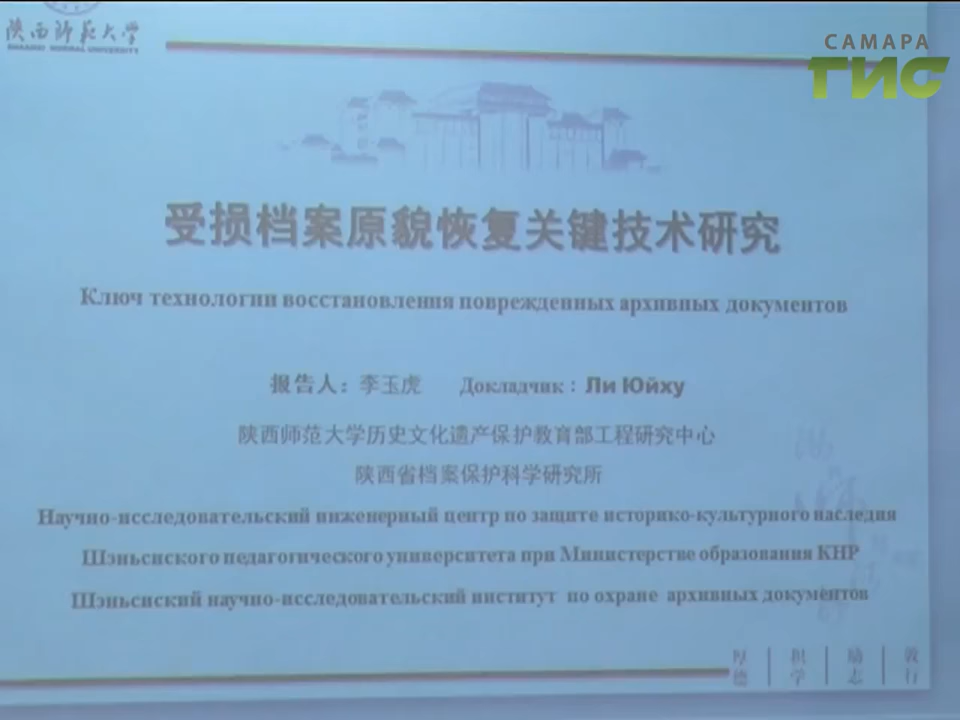 陕西师范大学
SHAANXI NORMAL UNIVERSITY
САМАРА
ГИС
受损档案原貌恢复关键技术研究
Ключ технологии восстановления поврежденных архивных документов
报告人：李玉虎 Докладчик：Ли Юйху
陕西师范大学历史文化遗产保护教育部工程研究中心
陕西省档案保护科学研究所
Научно-исследовательский инженерный центр по защите историко-культурного наследия
Шэньсиского педагогического университета при Министерстве образования КНР
Шэньсиский научно-исследовательский институт по охране архивных документов
厚德 积学 励志 敦行